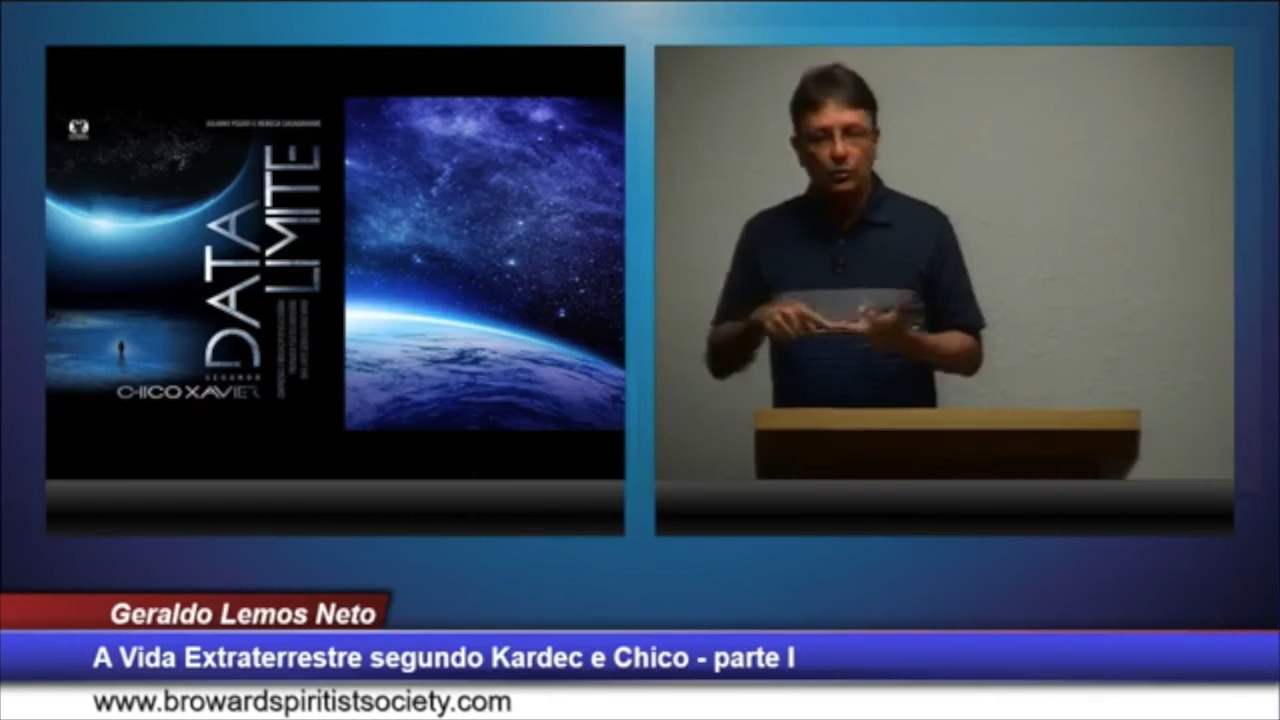 DATA
LIMITE
SEGUNDO
CHICO XAVIER
Geraldo Lemos Neto
A Vida Extraterrestre segundo Kardec e Chico - parte I
www.browardspiritistsociety.com